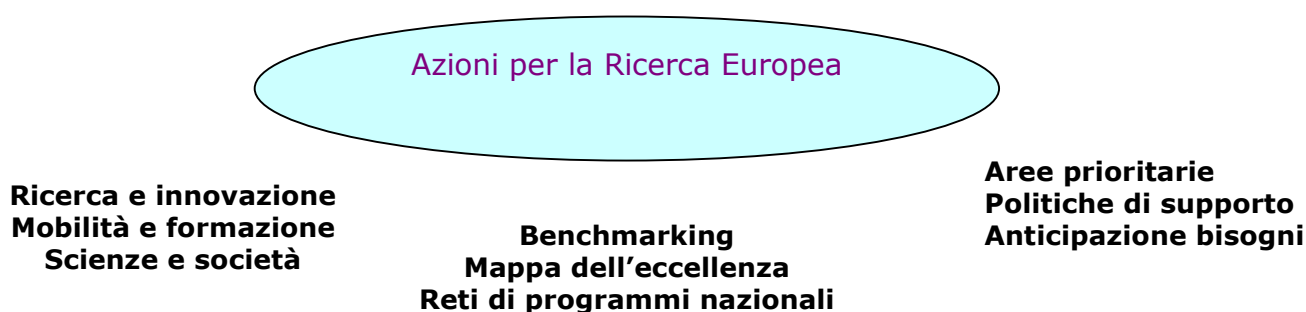 Azioni per la Ricerca Europea
Ricerca e innovazione
Mobilità e formazione
Scienze e società
Benchmarking
Mappa dell’eccellenza
Reti di programmi nazionali
Aree prioritarie
Politiche di supporto
Anticipazione bisogni